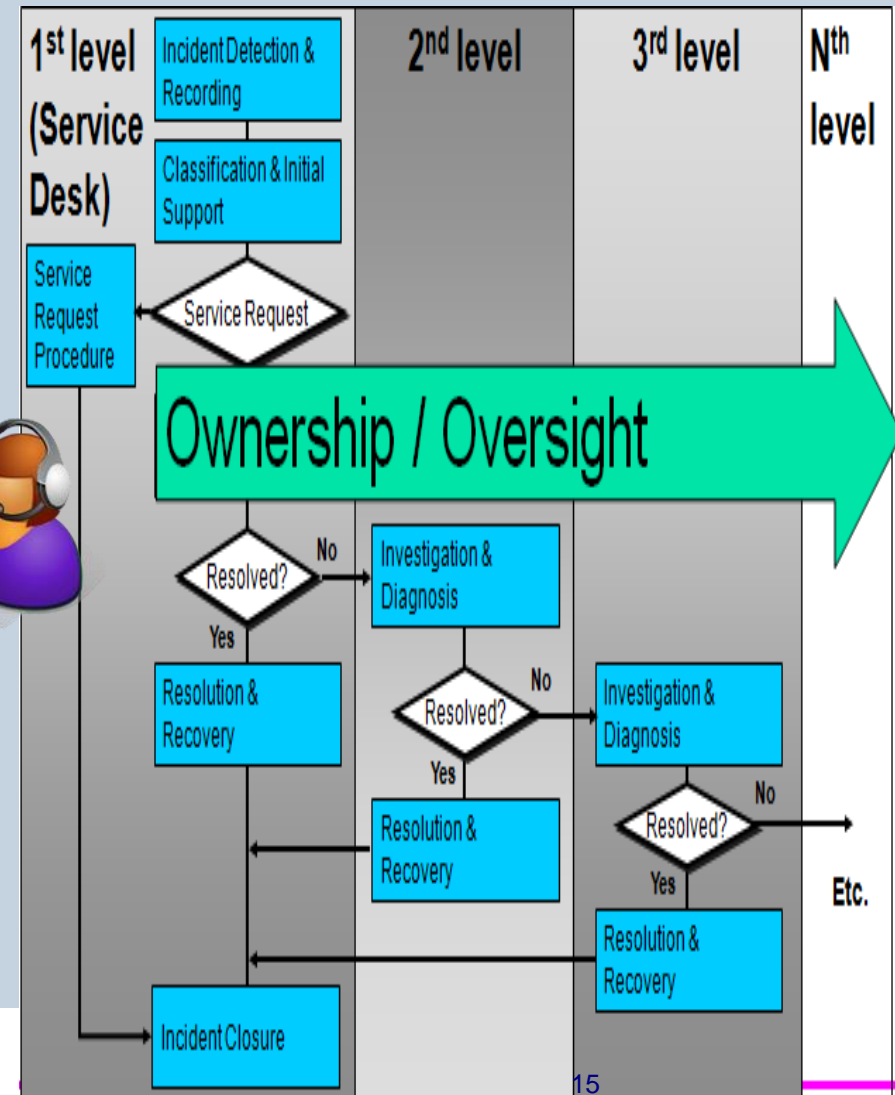 1st level
(Service
Desk)
Incident Detection &
Recording
2nd level
3rd level
Nth
level
Classification & Initial
Support
Service
Request
Procedure
Service Request
Ownership / Oversight
Resolved?
No
Yes
Investigation &
Diagnosis
Resolution &
Recovery
Resolved?
No
Yes
Investigation &
Diagnosis
Resolution &
Recovery
Resolved?
No
Yes
Etc.
Resolution &
Recovery
Incident Closure
15